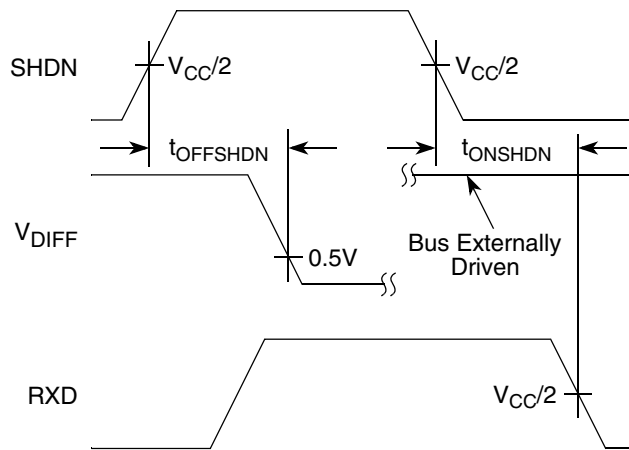 SHDN
VCC/2
VCC/2
tOFFSHDN
tONSHDN
VDIFF
0.5V
Bus Externally
Driven
RXD
VCC/2